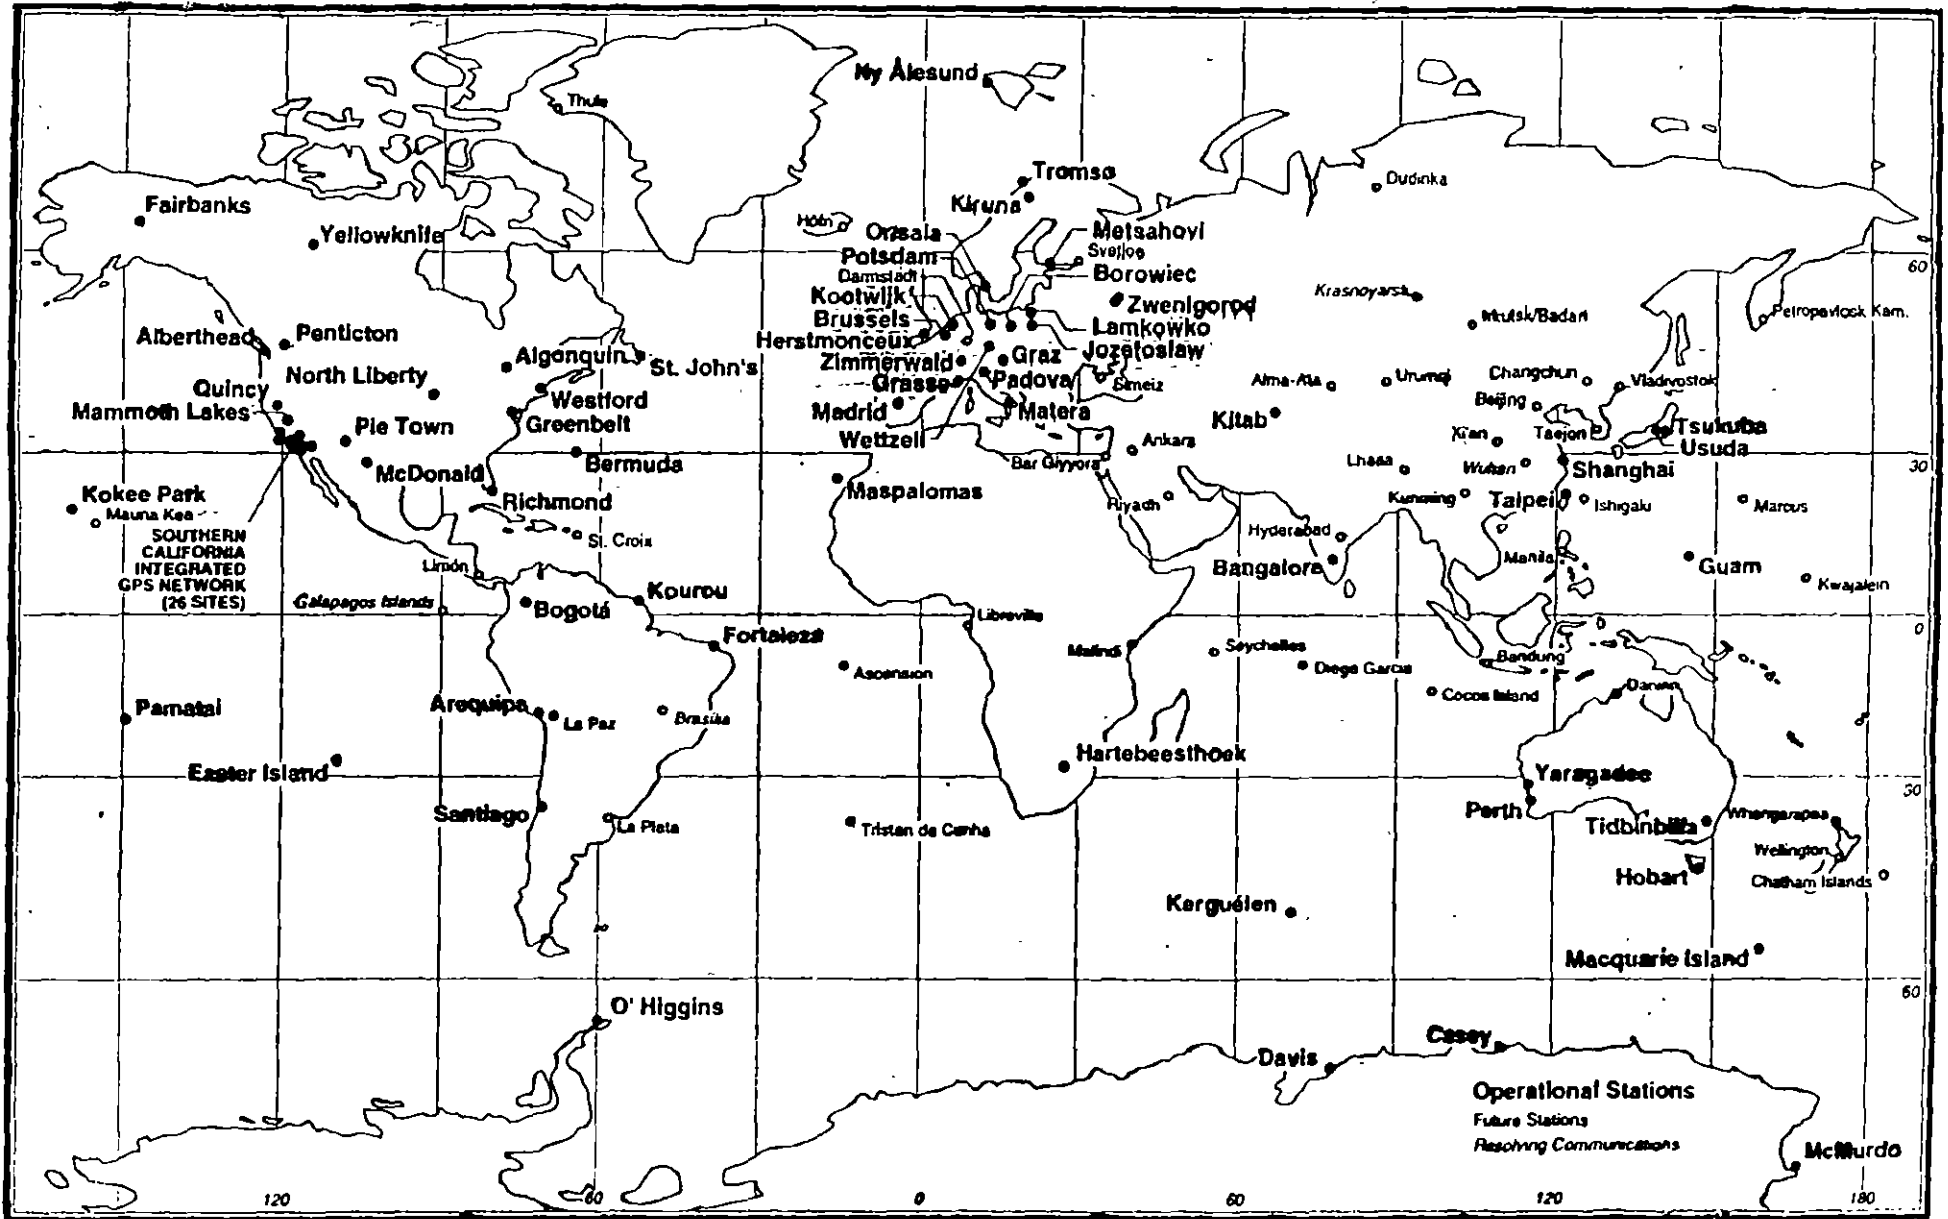 Ny Ålesund
Thule
Tromsø
Dudinka
Kiruna
Fairbanks
Höfn
Yellowknife
Onsala
Metsahovi
Potsdam
Svetloe
60
Darmstadt
Borowiec
Kootwijk
Krasnoyarsk
Zwenigorod
Brussels
Irkutsk/Badari
Petropavlock Kam.
Albertthead
Penticton
Herstmonceux
Lamkowko
Algonquin
St. John's
Zimmerwald
Graz
Jozefoslaw
North Liberty
Grasse
Padova
Simeiz
Alma-Ata
Urumqi
Changchun
Vladivostok
Quincy
Westford
Madrid
Matera
Kitab
Beijing
Mammoth Lakes
Pie Town
Greenbelt
Wettzell
Ankara
Xi'an
Taejon
Tsukuba
Usuda
McDonald
Bermuda
Bar Giyyora
Lhasa
Wuhan
Shanghai
30
Kokee Park
Mauna Kea
Richmond
Maspalomas
Riyadh
Kunming
Taipei
Ishigaki
Marcus
SOUTHERN
CALIFORNIA
INTEGRATED
GPS NETWORK
(26 SITES)
St. Croix
Hyderabad
Limón
Bangalore
Manila
Guam
Kwajalein
Galapagos Islands
Bogotá
Kourou
Libreville
0
Fortaleza
Malindi
Seychelles
Bandung
Ascension
Diego Garcia
Cocos Island
Darwin
Pamatai
Arequipa
La Paz
Brasilia
Easter Island
Hartebeesthoek
Yaragadee
30
Santiago
La Plata
Tristan da Cunha
Perth
Tidbinbilla
Whangarapaa
Wellington
Hobart
Chatham Islands
Kerguelen
Macquarie Island
60
O' Higgins
Casey
Davis
Operational Stations
Future Stations
Resolving Communications
McMurdo
120
60
0
60
120
180